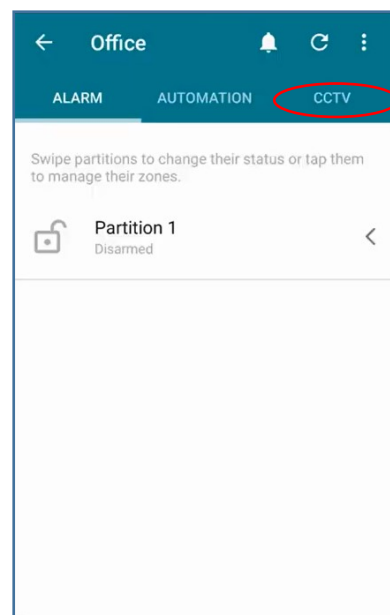 Office
ALARM AUTOMATION CCTV
Swipe partitions to change their status or tap them
to manage their zones.
Partition 1
Disarmed